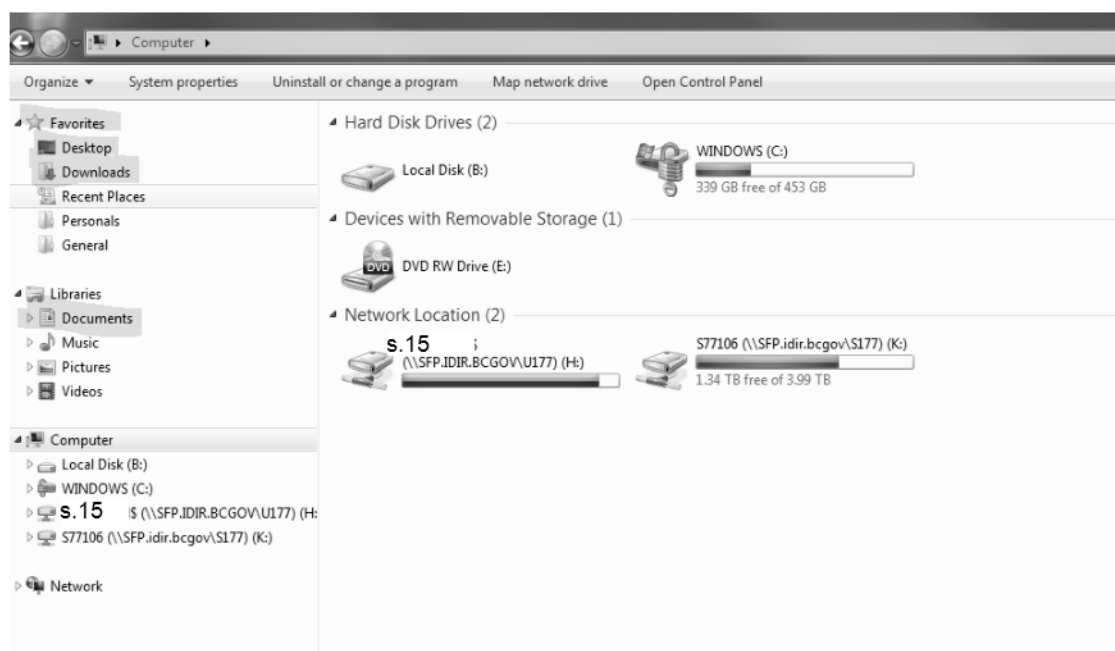 Computer
Organize System properties Uninstall or change a program Map network drive Open Control Panel
Favorites
Desktop
Downloads
Recent Places
Personals
General
Libraries
Documents
Music
Pictures
Videos
Computer
Local Disk (B:)
WINDOWS (C:)
s.15 $ (\\SFP.IDIR.BCGOV\U177) (H:
S77106 (\\SFP.idir.bcgov\S177) (K:)
Network
Hard Disk Drives (2)
Local Disk (B:)
WINDOWS (C:)
339 GB free of 453 GB
Devices with Removable Storage (1)
DVD
DVD RW Drive (E:)
Network Location (2)
s.15
(\\SFP.IDIR.BCGOV\U177) (H:)
S77106 (\\SFP.idir.bcgov\S177) (K:)
1.34 TB free of 3.99 TB